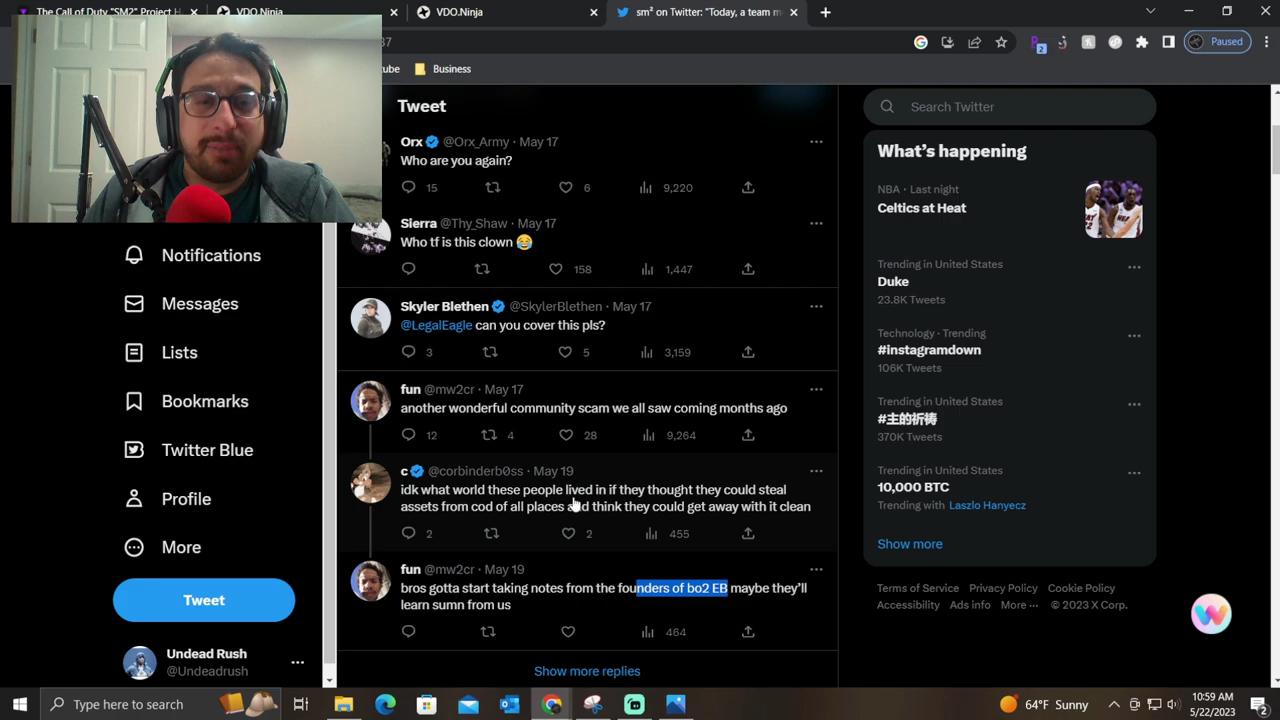 The Call of Duty "SM2" Project H
VDO.Ninja
VDO.Ninja
sm² on Twitter: "Today, a team m
37
Paused
ube
Business
Tweet
Orx @Orx_Army · May 17
Who are you again?
15
6
9,220
Sierra @Thy_Shaw · May 17
Who tf is this clown 😂
158
1,447
Skyler Blethen @SkylerBlethen · May 17
@LegalEagle can you cover this pls?
3
5
3,159
fun @mw2cr · May 17
another wonderful community scam we all saw coming months ago
12
4
28
9,264
c @corbinderb0ss · May 19
idk what world these people lived in if they thought they could steal
assets from cod of all places and think they could get away with it clean
2
2
455
fun @mw2cr · May 19
bros gotta start taking notes from the founders of bo2 EB maybe they'll
learn sumn from us
464
Show more replies
Notifications
Messages
Lists
Bookmarks
Twitter Blue
Profile
More
Tweet
Undead Rush
@Undeadrush
Search Twitter
What's happening
NBA · Last night
Celtics at Heat
Trending in United States
Duke
23.8K Tweets
Technology · Trending
#instagramdown
106K Tweets
Trending in United States
#主的祈祷
370K Tweets
Trending in United States
10,000 BTC
Trending with Laszlo Hanyecz
Show more
Terms of Service Privacy Policy Cookie Policy
Accessibility Ads info More ··· © 2023 X Corp.
Type here to search
64°F Sunny
10:59 AM
5/22/2023
2